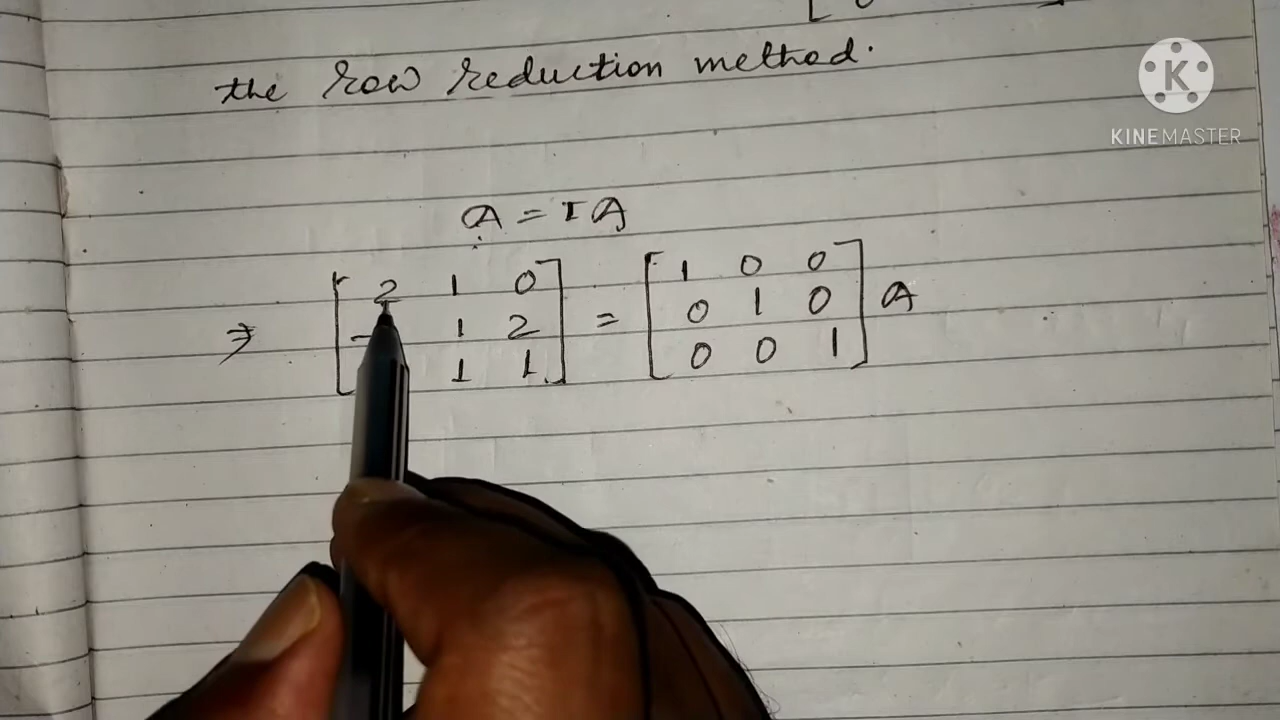 [ 0
the row reduction method.
KINEMASTER
A = IA
⇒ [ 2 1 0 ] = [ 1 0 0 ] A
- 1 2 0 1 0
1 1 0 0 1